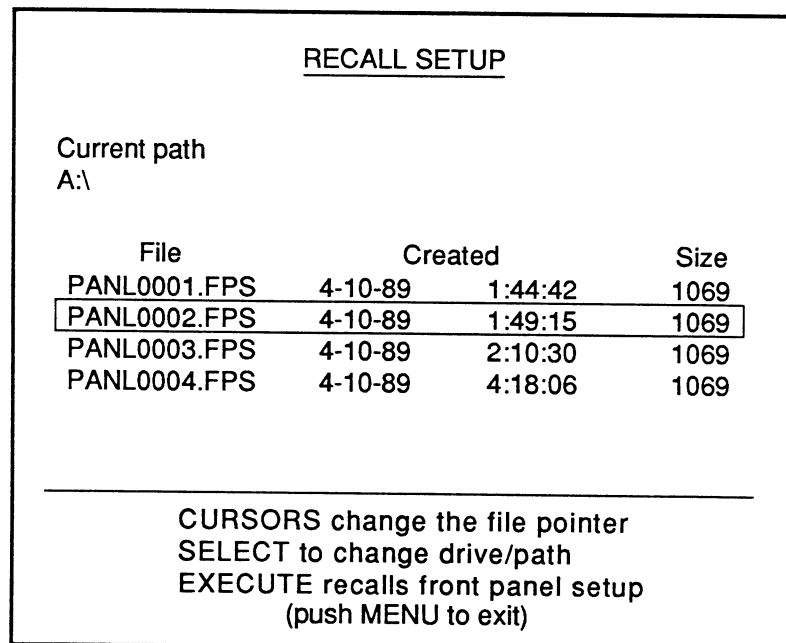 RECALL SETUP
Current path
A:\
File Created Size
PANL0001.FPS 4-10-89 1:44:42 1069
PANL0002.FPS 4-10-89 1:49:15 1069
PANL0003.FPS 4-10-89 2:10:30 1069
PANL0004.FPS 4-10-89 4:18:06 1069
CURSORS change the file pointer
SELECT to change drive/path
EXECUTE recalls front panel setup
(push MENU to exit)